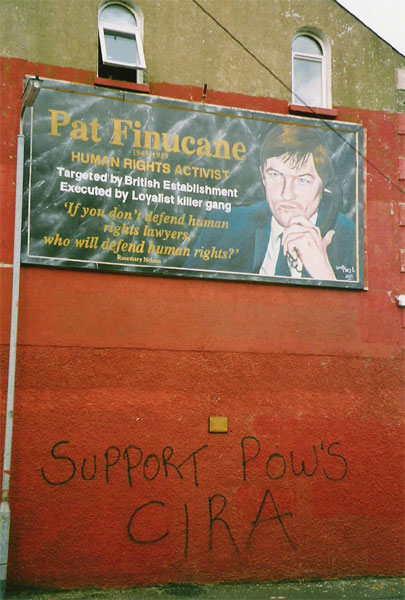 Pat Finucane
1949-1989
HUMAN RIGHTS ACTIVIST
Targeted by British Establishment
Executed by Loyalist killer gang
'If you don't defend human
rights lawyers,
who will defend human rights?'
Rosemary Nelson
SUPPORT POW'S
CIRA